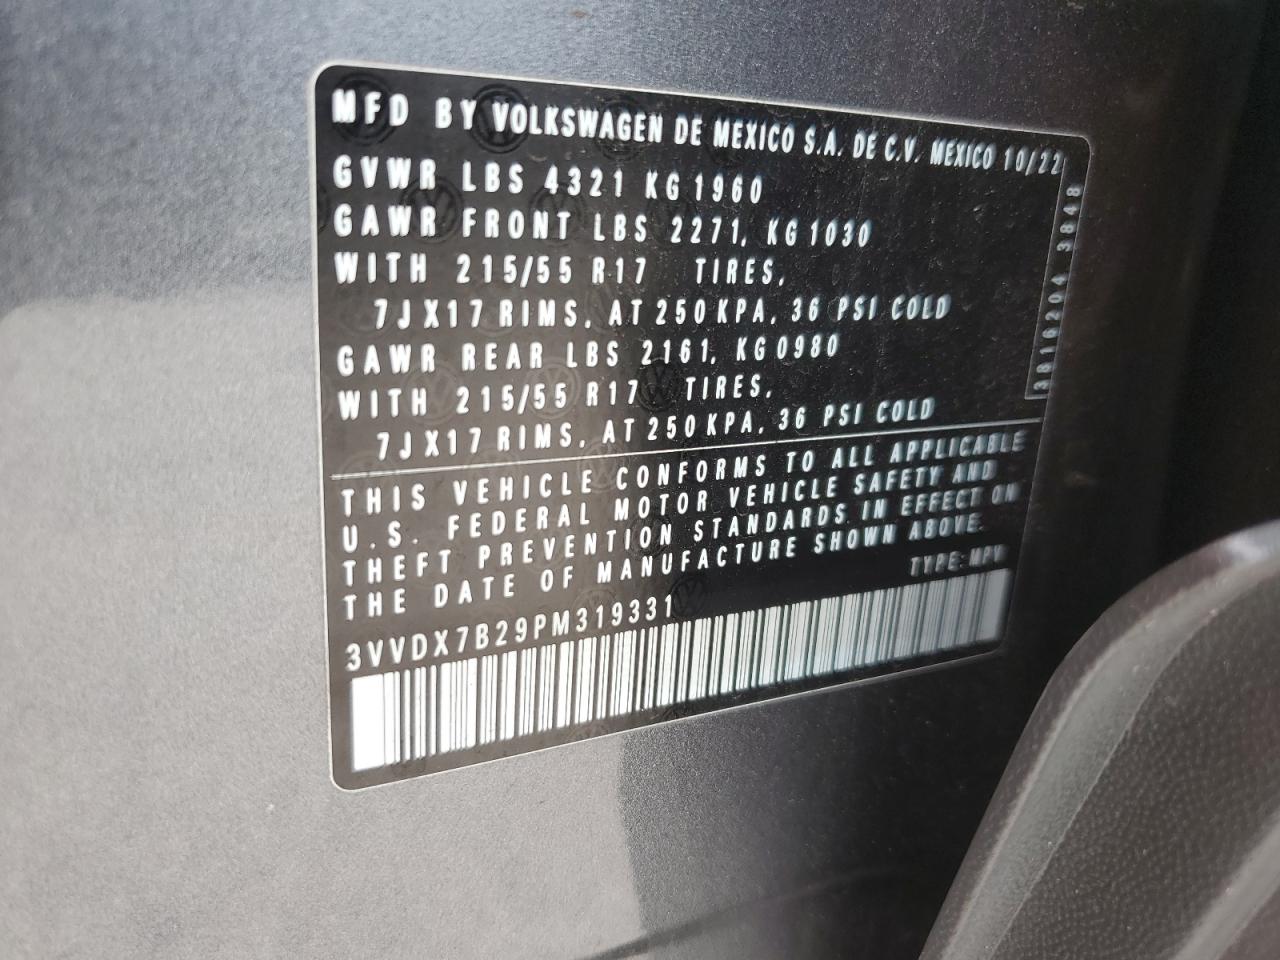 MFD BY VOLKSWAGEN DE MEXICO S.A. DE C.V. MEXICO 10/22
GVWR LBS 4321 KG 1960
GAWR FRONT LBS 2271, KG 1030
WITH 215/55 R17 TIRES,
7JX17 RIMS, AT 250 KPA, 36 PSI COLD
GAWR REAR LBS 2161, KG 0980
WITH 215/55 R17 TIRES,
7JX17 RIMS, AT 250 KPA, 36 PSI COLD
3816204 3848
THIS VEHICLE CONFORMS TO ALL APPLICABLE
U.S. FEDERAL MOTOR VEHICLE SAFETY AND
THEFT PREVENTION STANDARDS IN EFFECT ON
THE DATE OF MANUFACTURE SHOWN ABOVE.
TYPE: MPV
3VVDX7B29PM319331